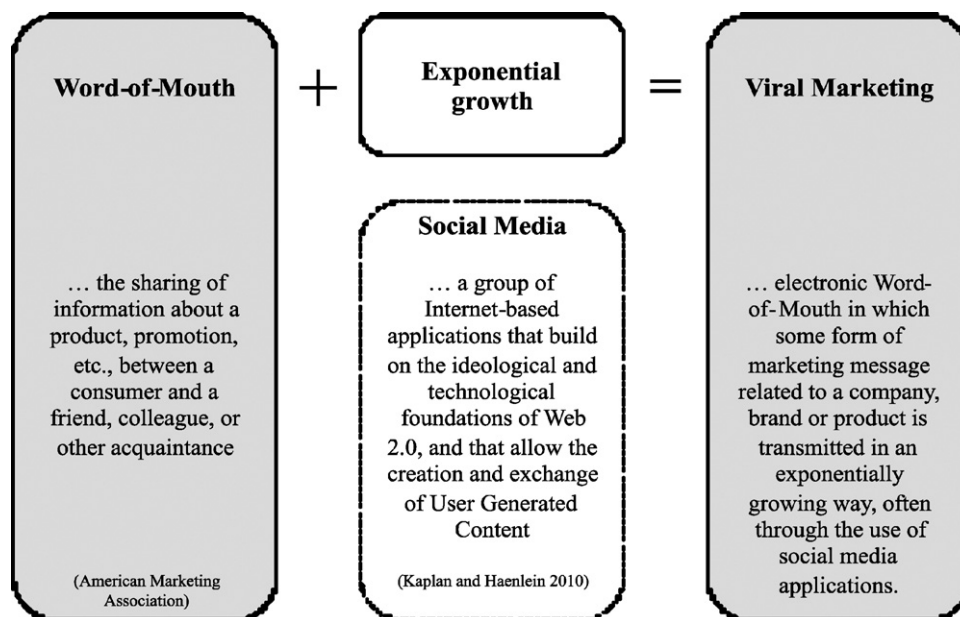 Word-of-Mouth
… the sharing of
information about a
product, promotion,
etc., between a
consumer and a
friend, colleague, or
other acquaintance
(American Marketing
Association)
+
Exponential
growth
Social Media
… a group of
Internet-based
applications that build
on the ideological and
technological
foundations of Web
2.0, and that allow the
creation and exchange
of User Generated
Content
(Kaplan and Haenlein 2010)
=
Viral Marketing
… electronic Word-
of-Mouth in which
some form of
marketing message
related to a company,
brand or product is
transmitted in an
exponentially
growing way, often
through the use of
social media
applications.